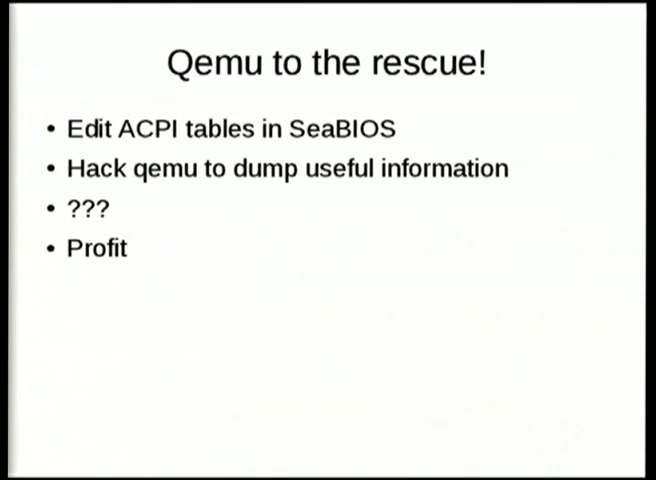 Qemu to the rescue!
• Edit ACPI tables in SeaBIOS
• Hack qemu to dump useful information
• ???
• Profit